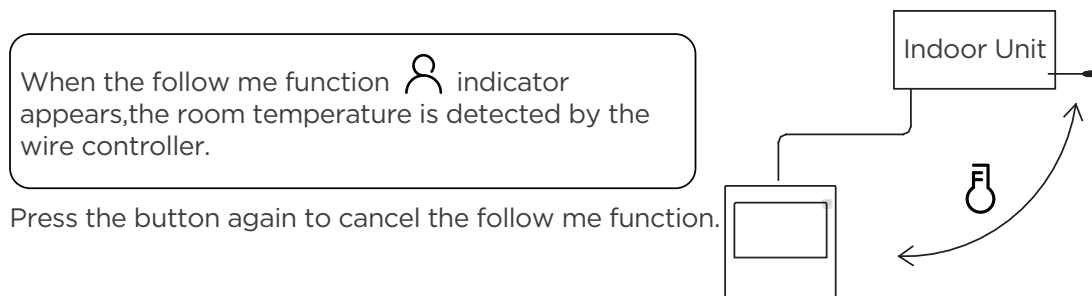 When the follow me function indicator
appears,the room temperature is detected by the
wire controller.
Press the button again to cancel the follow me function.
Indoor Unit
F